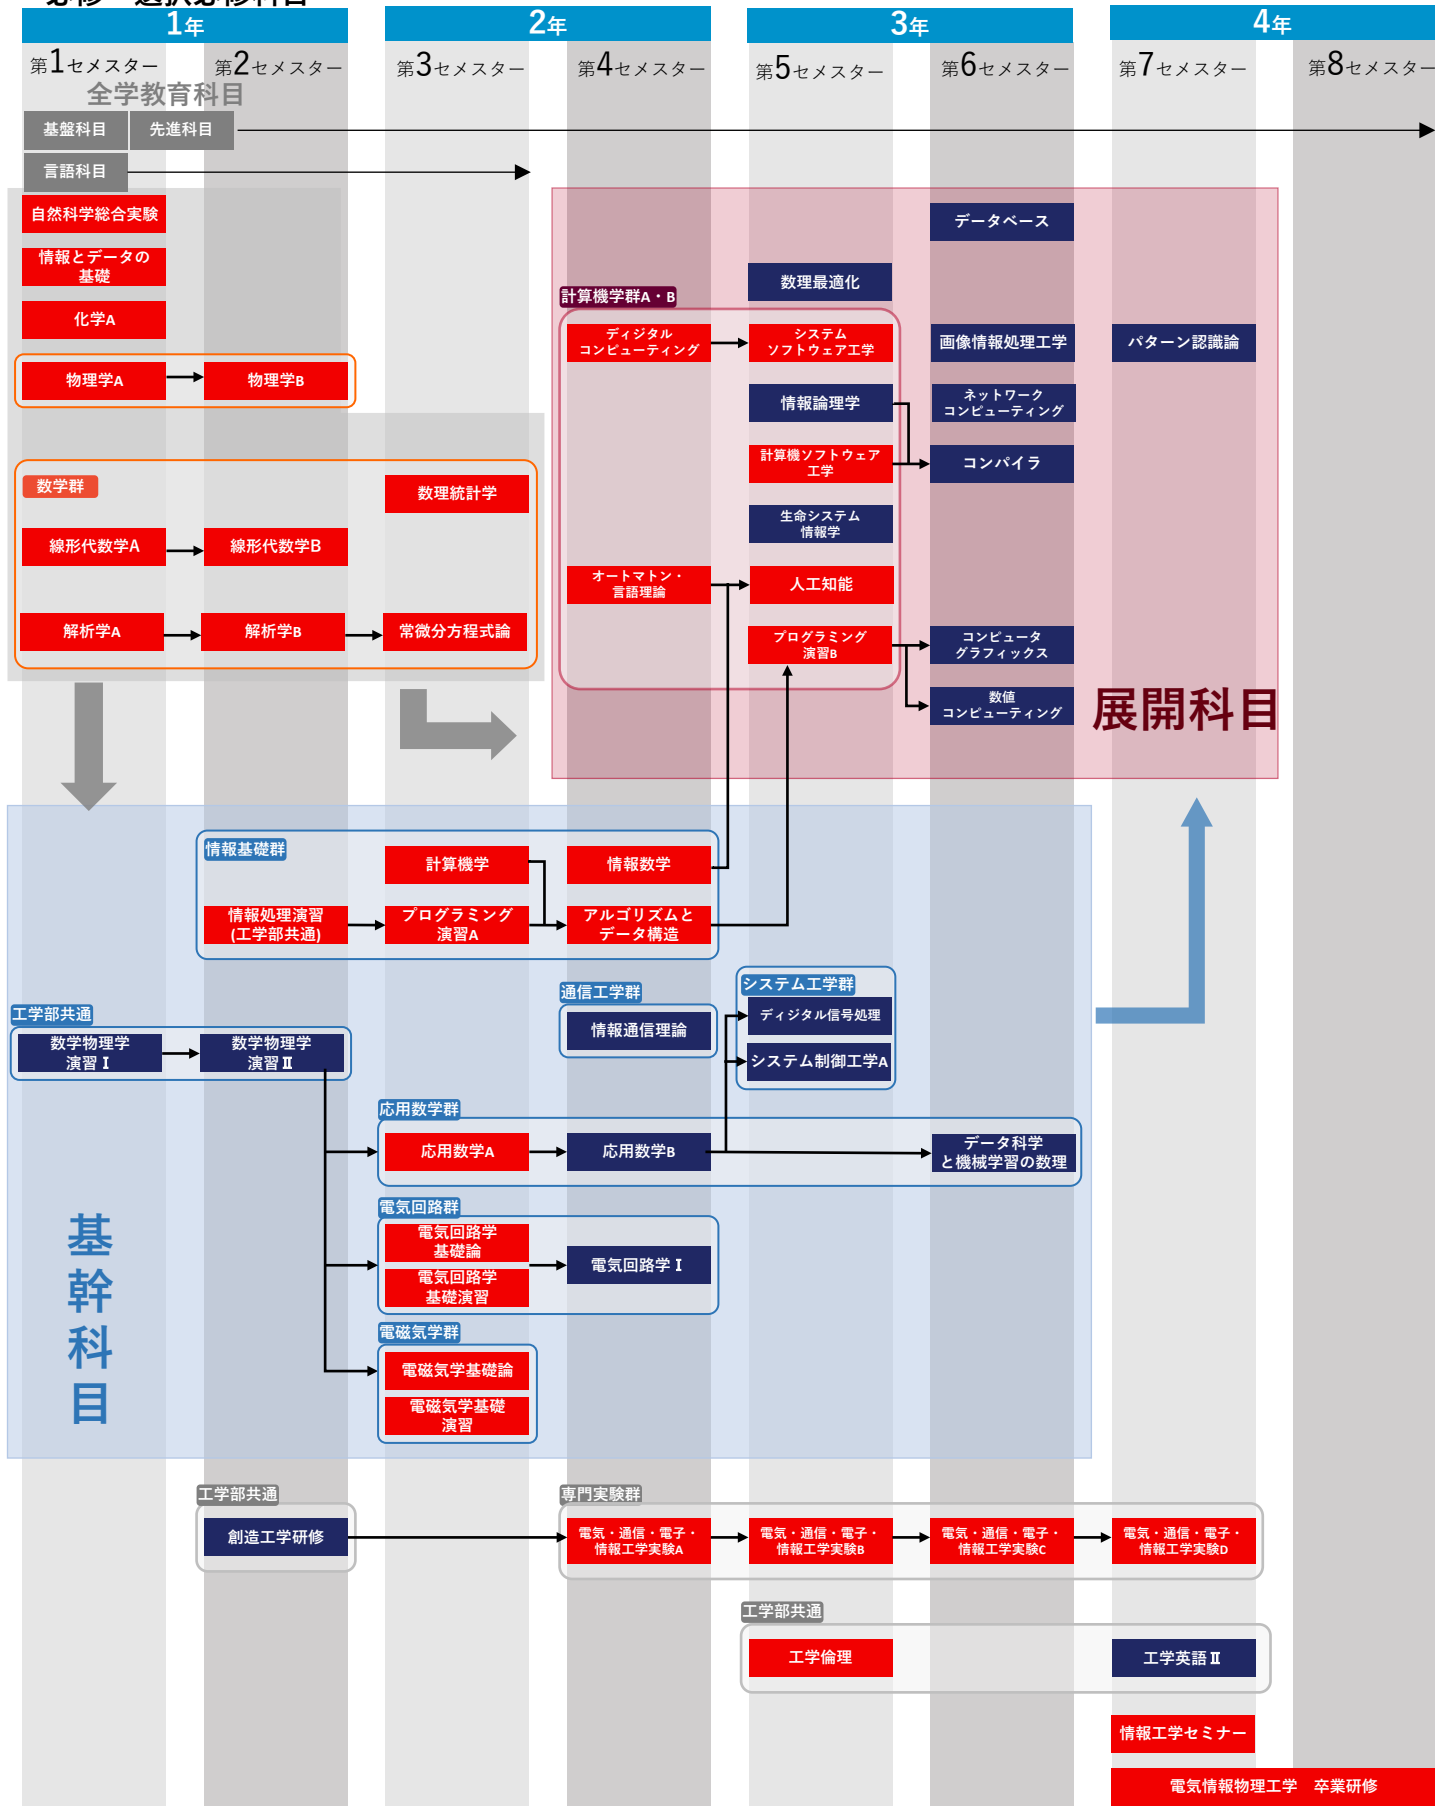 1年
2年
3年
4年
第1セメスター
第2セメスター
第3セメスター
第4セメスター
第5セメスター
第6セメスター
第7セメスター
第8セメスター
全学教育科目
基盤科目
先進科目
言語科目
自然科学総合実験
情報とデータの
基礎
化学A
物理学A
物理学B
数学群
数理統計学
線形代数学A
線形代数学B
解析学A
解析学B
常微分方程式論
データベース
数理最適化
計算機学群A・B
ディジタル
コンピューティング
システム
ソフトウェア工学
画像情報処理工学
パターン認識論
情報論理学
ネットワーク
コンピューティング
計算機ソフトウェア
工学
コンパイラ
生命システム
情報学
オートマトン・
言語理論
人工知能
プログラミング
演習B
コンピュータ
グラフィックス
数値
コンピューティング
展開科目
情報基礎群
計算機学
情報数学
情報処理演習
(工学部共通)
プログラミング
演習A
アルゴリズムと
データ構造
工学部共通
数学物理学
演習Ⅰ
数学物理学
演習Ⅱ
通信工学群
情報通信理論
システム工学群
ディジタル信号処理
システム制御工学A
応用数学群
応用数学A
応用数学B
データ科学
と機械学習の数理
電気回路群
電気回路学
基礎論
電気回路学
基礎演習
電気回路学Ⅰ
電磁気学群
電磁気学基礎論
電磁気学基礎
演習
基幹科目
工学部共通
創造工学研修
専門実験群
電気・通信・電子・
情報工学実験A
電気・通信・電子・
情報工学実験B
電気・通信・電子・
情報工学実験C
電気・通信・電子・
情報工学実験D
工学部共通
工学倫理
工学英語Ⅱ
情報工学セミナー
電気情報物理工学　卒業研修